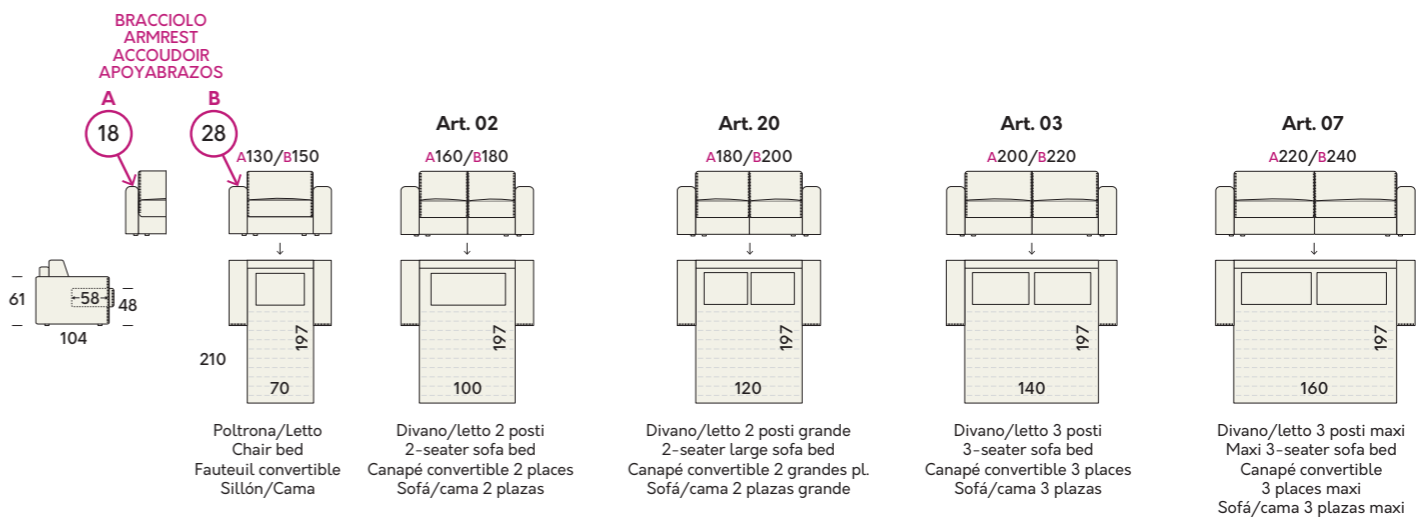 BRACCIOLO
ARMREST
ACCOUDOIR
APOYABRAZOS
A
B
18
28
A130/B150
Art. 02
A160/B180
Art. 20
A180/B200
Art. 03
A200/B220
Art. 07
A220/B240
61
58
48
104
210
197
70
197
100
197
120
197
140
197
160
Poltrona/Letto
Chair bed
Fauteuil convertible
Sillón/Cama
Divano/letto 2 posti
2-seater sofa bed
Canapé convertible 2 places
Sofá/cama 2 plazas
Divano/letto 2 posti grande
2-seater large sofa bed
Canapé convertible 2 grandes pl.
Sofá/cama 2 plazas grande
Divano/letto 3 posti
3-seater sofa bed
Canapé convertible 3 places
Sofá/cama 3 plazas
Divano/letto 3 posti maxi
Maxi 3-seater sofa bed
Canapé convertible
3 places maxi
Sofá/cama 3 plazas maxi